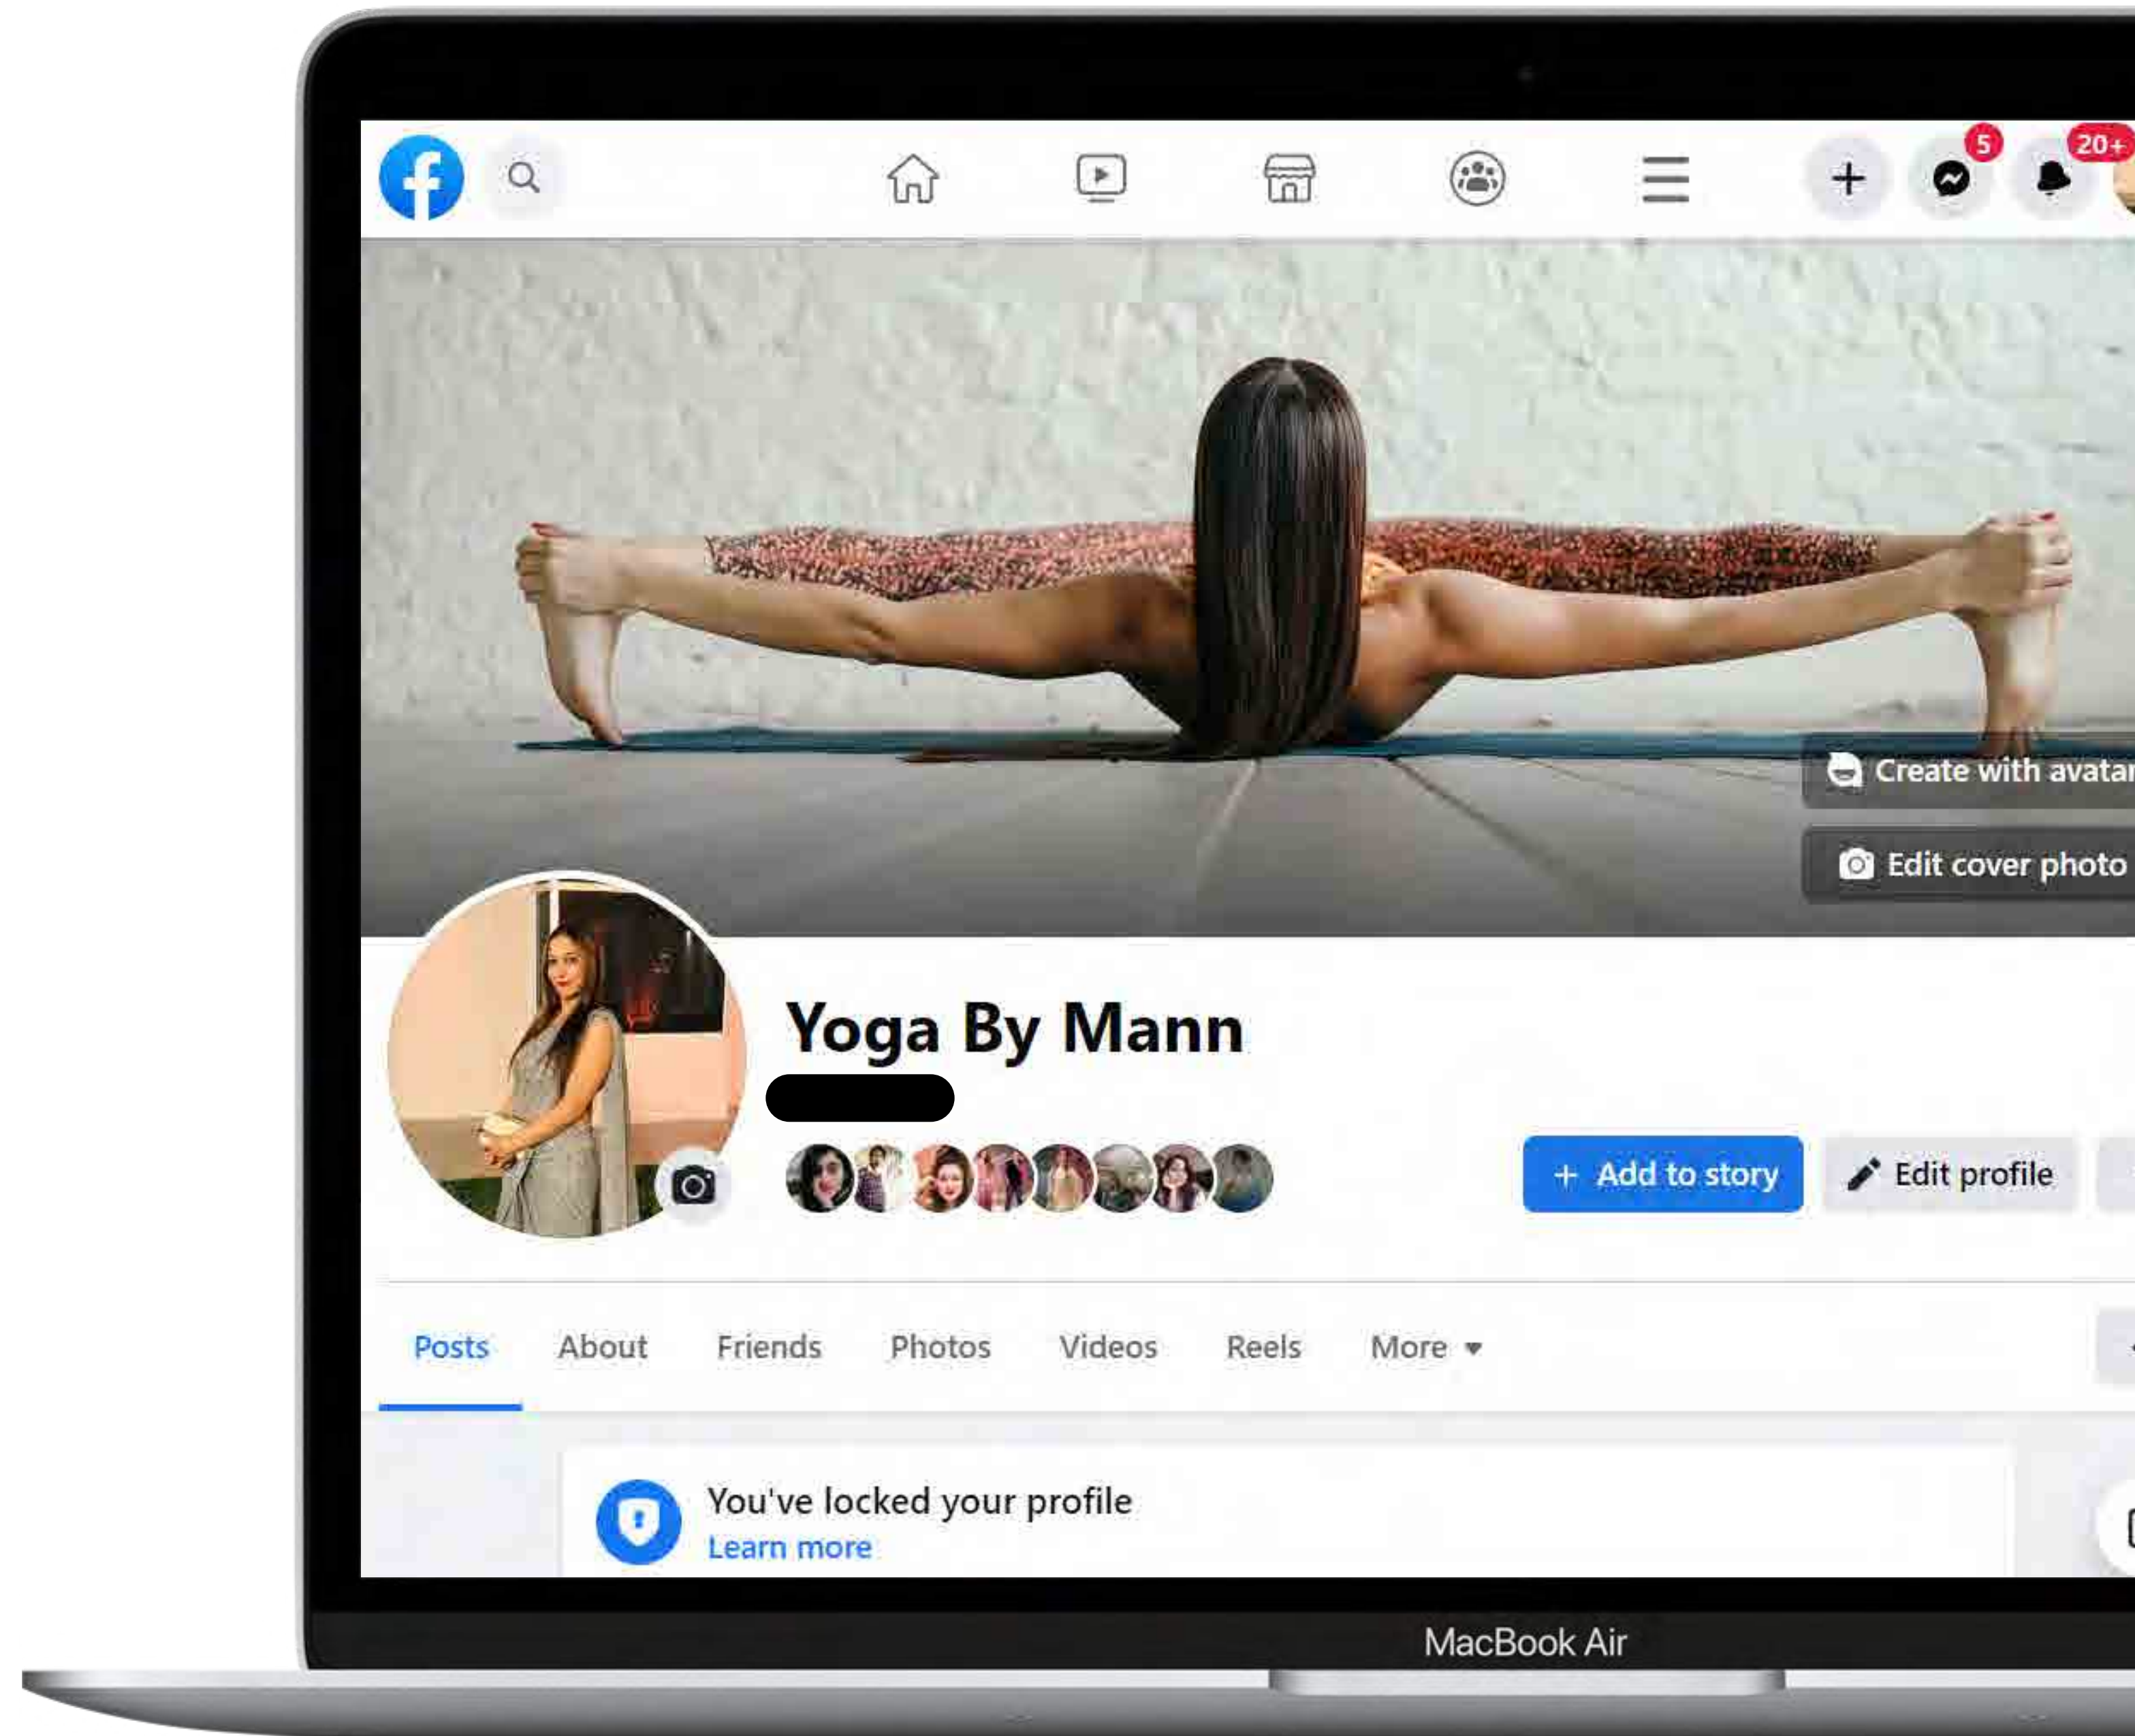 5
20+
Create with avatar
Edit cover photo
Yoga By Mann
+ Add to story
Edit profile
Posts About Friends Photos Videos Reels More
You've locked your profile
Learn more
MacBook Air